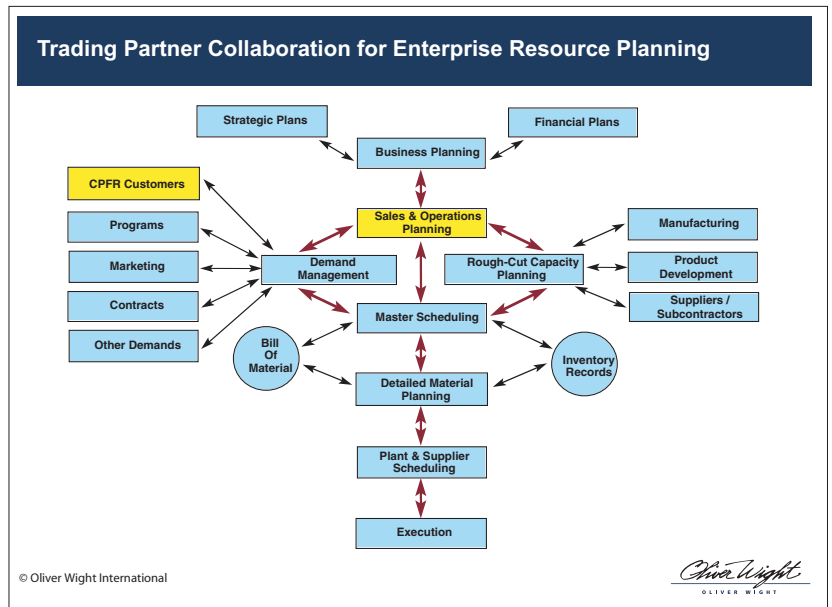 Trading Partner Collaboration for Enterprise Resource Planning
Strategic Plans
Financial Plans
Business Planning
CPFR Customers
Sales & Operations
Planning
Programs
Manufacturing
Marketing
Demand
Management
Rough-Cut Capacity
Planning
Product
Development
Contracts
Suppliers /
Subcontractors
Master Scheduling
Other Demands
Bill
Of
Material
Inventory
Records
Detailed Material
Planning
Plant & Supplier
Scheduling
Execution
© Oliver Wight International
Oliver Wight
OLIVER WIGHT